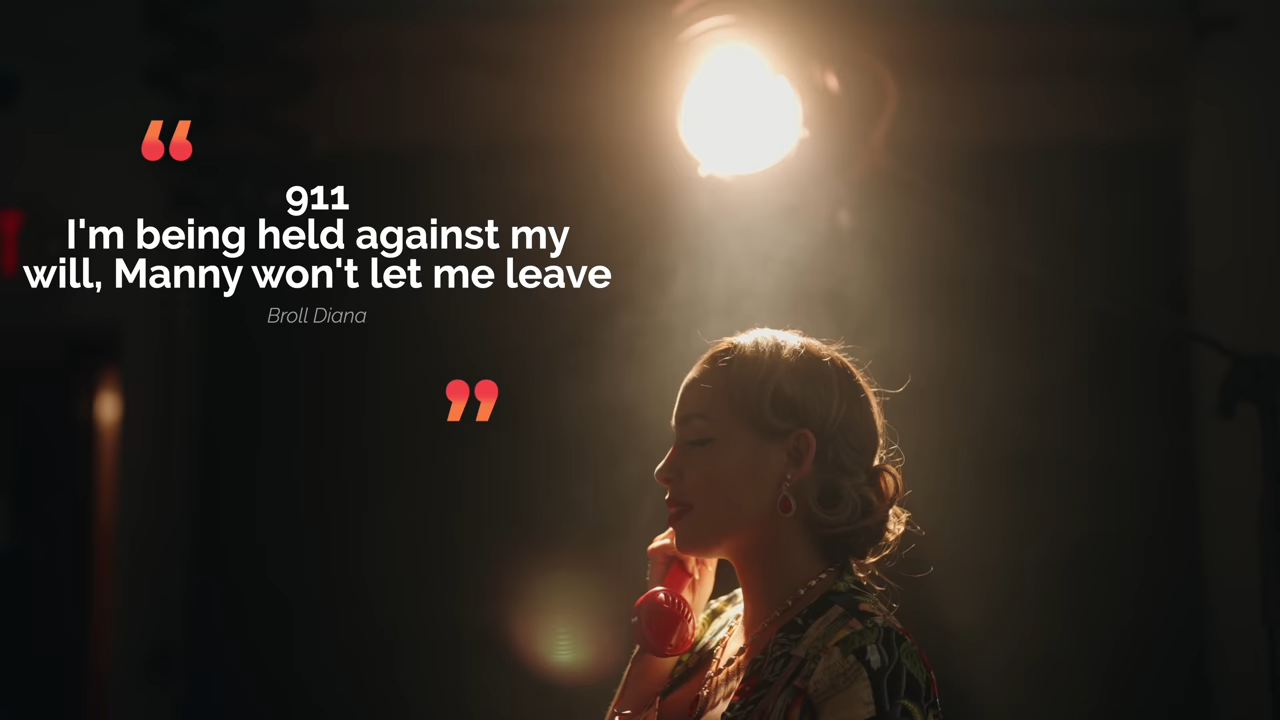 “
911
I'm being held against my
will, Manny won't let me leave
Broll Diana
”